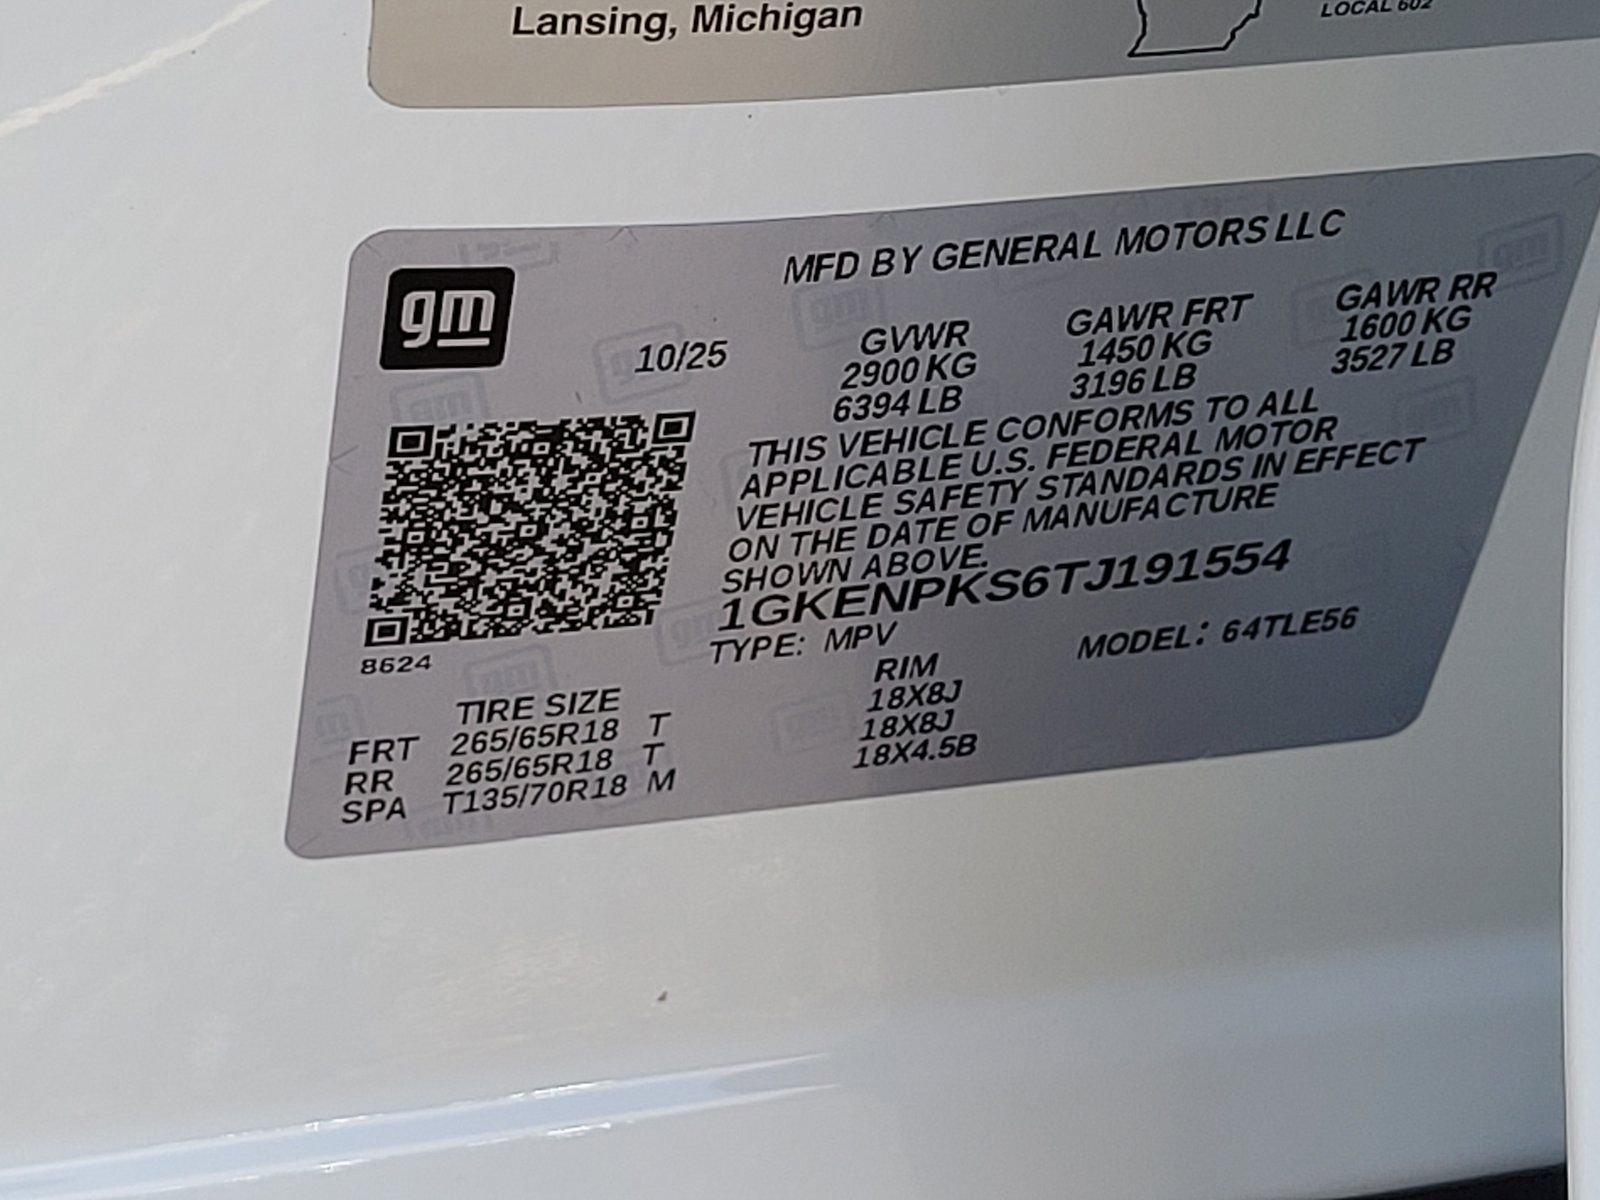 Lansing, Michigan
LOCAL 602
gm
MFD BY GENERAL MOTORS LLC
10/25
GVWR GAWR FRT GAWR RR
2900 KG 1450 KG 1600 KG
6394 LB 3196 LB 3527 LB
THIS VEHICLE CONFORMS TO ALL
APPLICABLE U.S. FEDERAL MOTOR
VEHICLE SAFETY STANDARDS IN EFFECT
ON THE DATE OF MANUFACTURE
SHOWN ABOVE.
1GKENPKS6TJ191554
TYPE: MPV MODEL: 64TLE56
8624
TIRE SIZE RIM
FRT 265/65R18 T 18X8J
RR 265/65R18 T 18X8J
SPA T135/70R18 M 18X4.5B